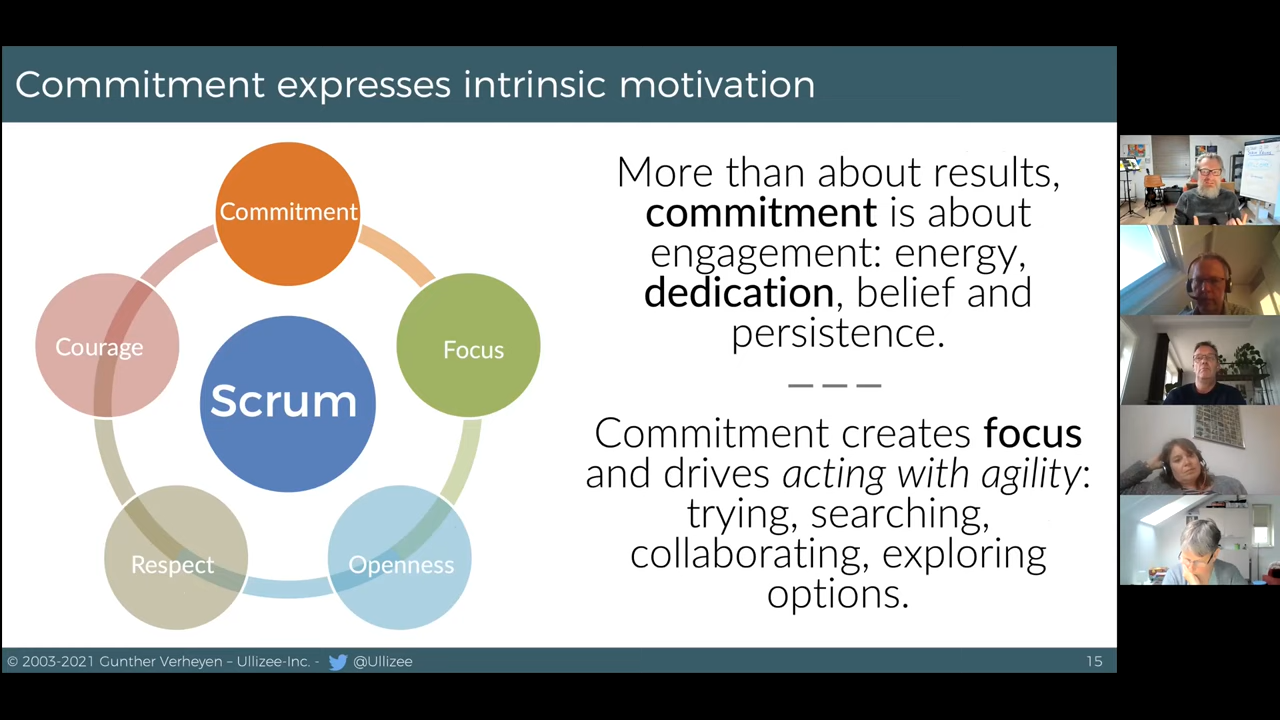 Commitment expresses intrinsic motivation
Commitment
Courage
Focus
Scrum
Respect
Openness
More than about results,
commitment is about
engagement: energy,
dedication, belief and
persistence.
— — —
Commitment creates focus
and drives acting with agility:
trying, searching,
collaborating, exploring
options.
© 2003-2021 Gunther Verheyen – Ullizee-Inc. - @Ullizee
15